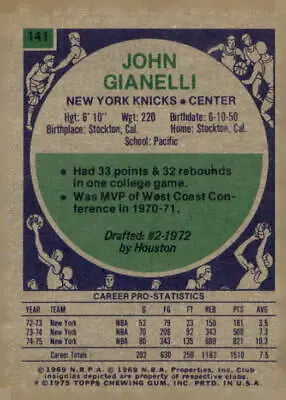 141
JOHN
GIANELLI
NEW YORK KNICKS • CENTER
Hgt: 6' 10" Wgt: 220 Birthdate: 6-10-50
Birthplace: Stockton, Cal. Home: Stockton, Cal.
School: Pacific
• Had 33 points & 32 rebounds
in one college game.
• Was MVP of West Coast Con-
ference in 1970-71.
Drafted: #2-1972
by Houston
CAREER PRO-STATISTICS
YEAR TEAM G FG FT REB PTS AVG
72-73 New York NBA 52 79 23 150 181 3.5
73-74 New York NBA 70 208 92 343 508 7.3
74-75 New York NBA 80 343 135 689 821 10.3
Career Totals 202 630 250 1182 1510 7.5
© 1969 N.B.P.A. © 1969 N.B.A. Properties, Inc. Club
insignias depicted are property of respective teams.
© 1975 TOPPS CHEWING GUM, INC. PRTD. IN U.S.A.